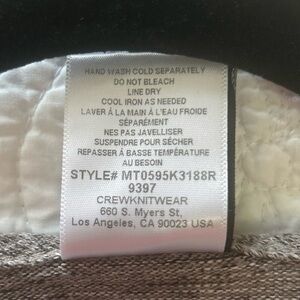 HAND WASH COLD SEPARATELY
DO NOT BLEACH
LINE DRY
COOL IRON AS NEEDED
LAVER À LA MAIN À L'EAU FROIDE
SÉPARÉMENT
NES PAS JAVELLISER
SUSPENDRE POUR SÉCHER
REPASSER À BASSE TEMPÉRATURE
AU BESOIN
STYLE# MT0595K3188R
9397
CREWKNITWEAR
660 S. Myers St,
Los Angeles, CA 90023 USA